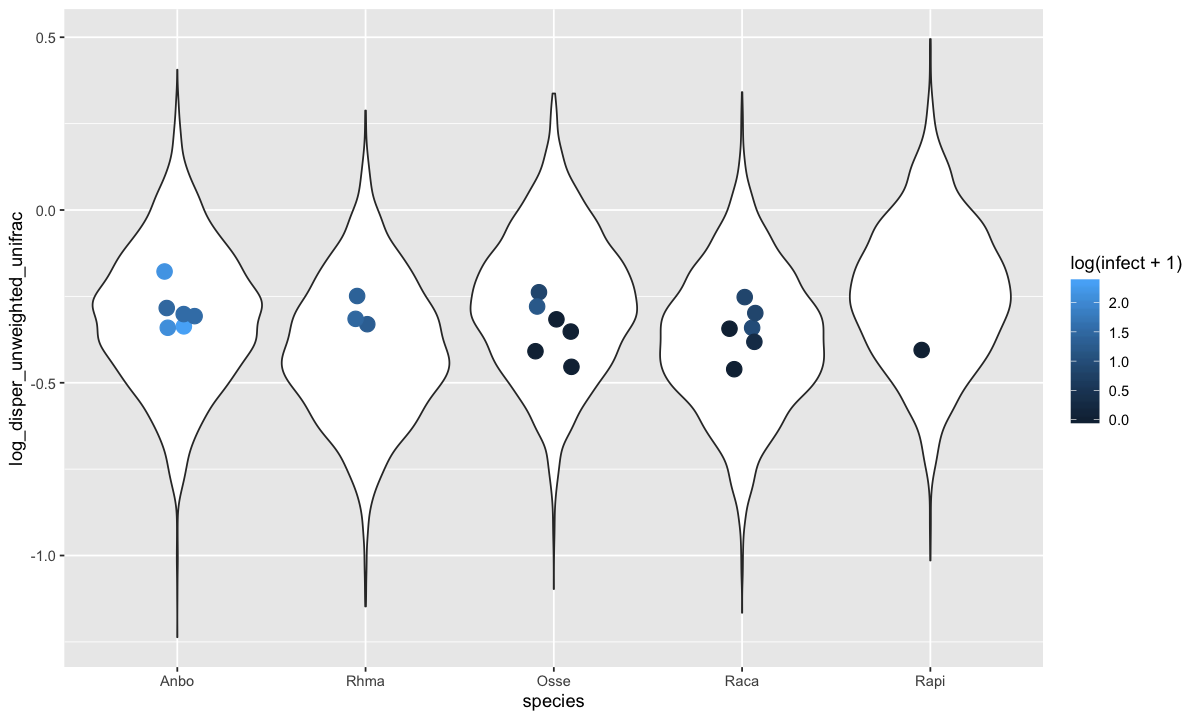 log_disper_unweighted_unifrac
0.5
0.0
-0.5
-1.0
Anbo Rhma Osse Raca Rapi
species
log(infect + 1)
2.0
1.5
1.0
0.5
0.0